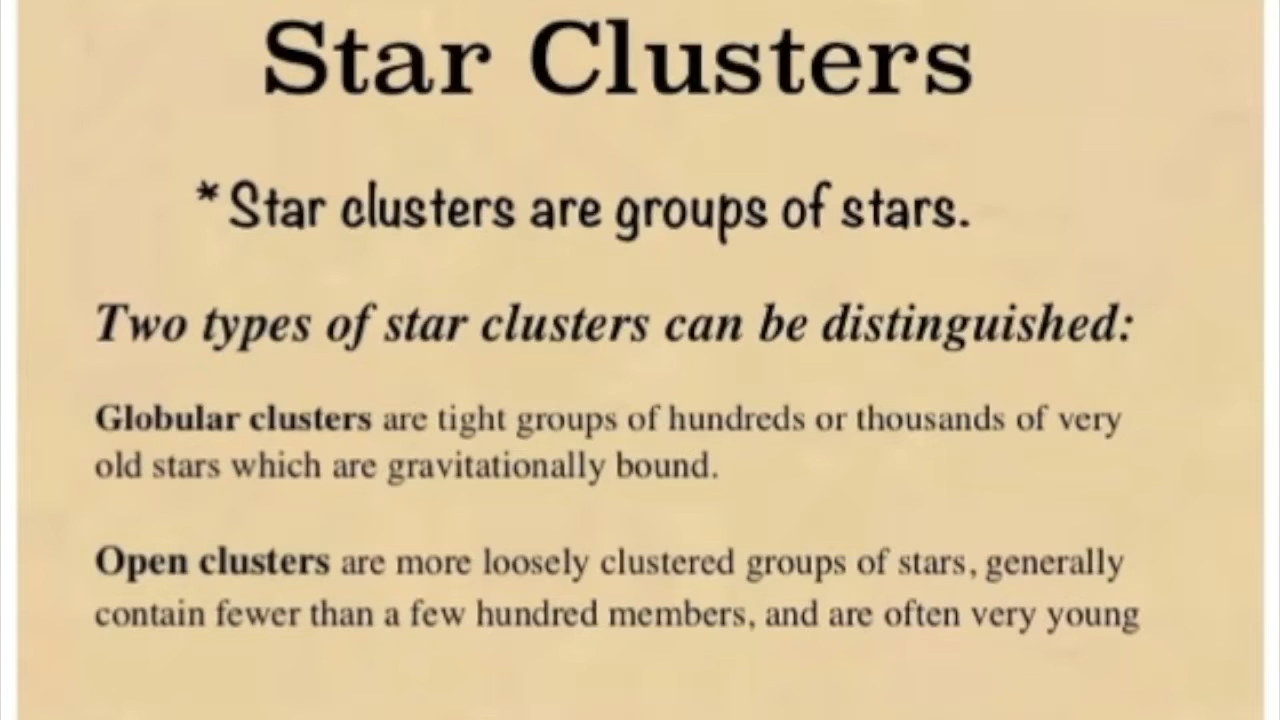 Star Clusters
* Star clusters are groups of stars.
Two types of star clusters can be distinguished:
Globular clusters are tight groups of hundreds or thousands of very
old stars which are gravitationally bound.
Open clusters are more loosely clustered groups of stars, generally
contain fewer than a few hundred members, and are often very young